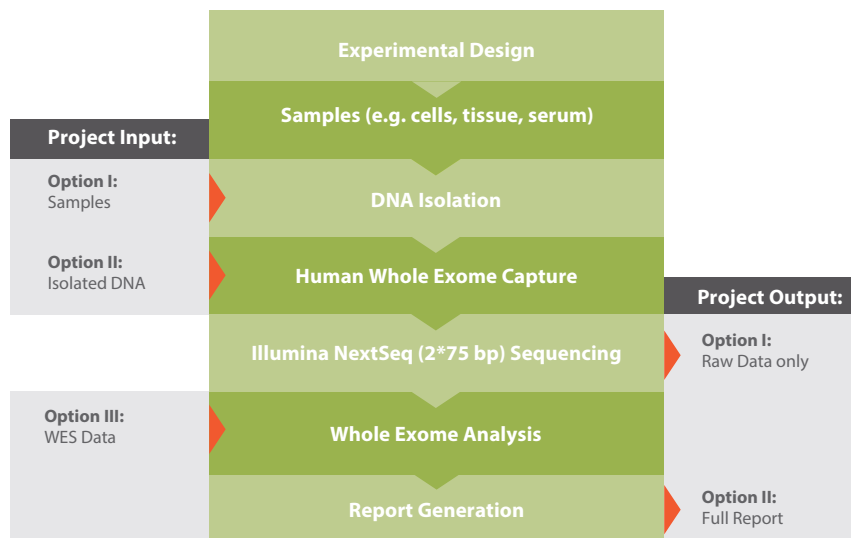 Experimental Design
Samples (e.g. cells, tissue, serum)
Project Input:
Option I:
Samples
DNA Isolation
Option II:
Isolated DNA
Human Whole Exome Capture
Project Output:
Illumina NextSeq (2*75 bp) Sequencing
Option I:
Raw Data only
Option III:
WES Data
Whole Exome Analysis
Report Generation
Option II:
Full Report